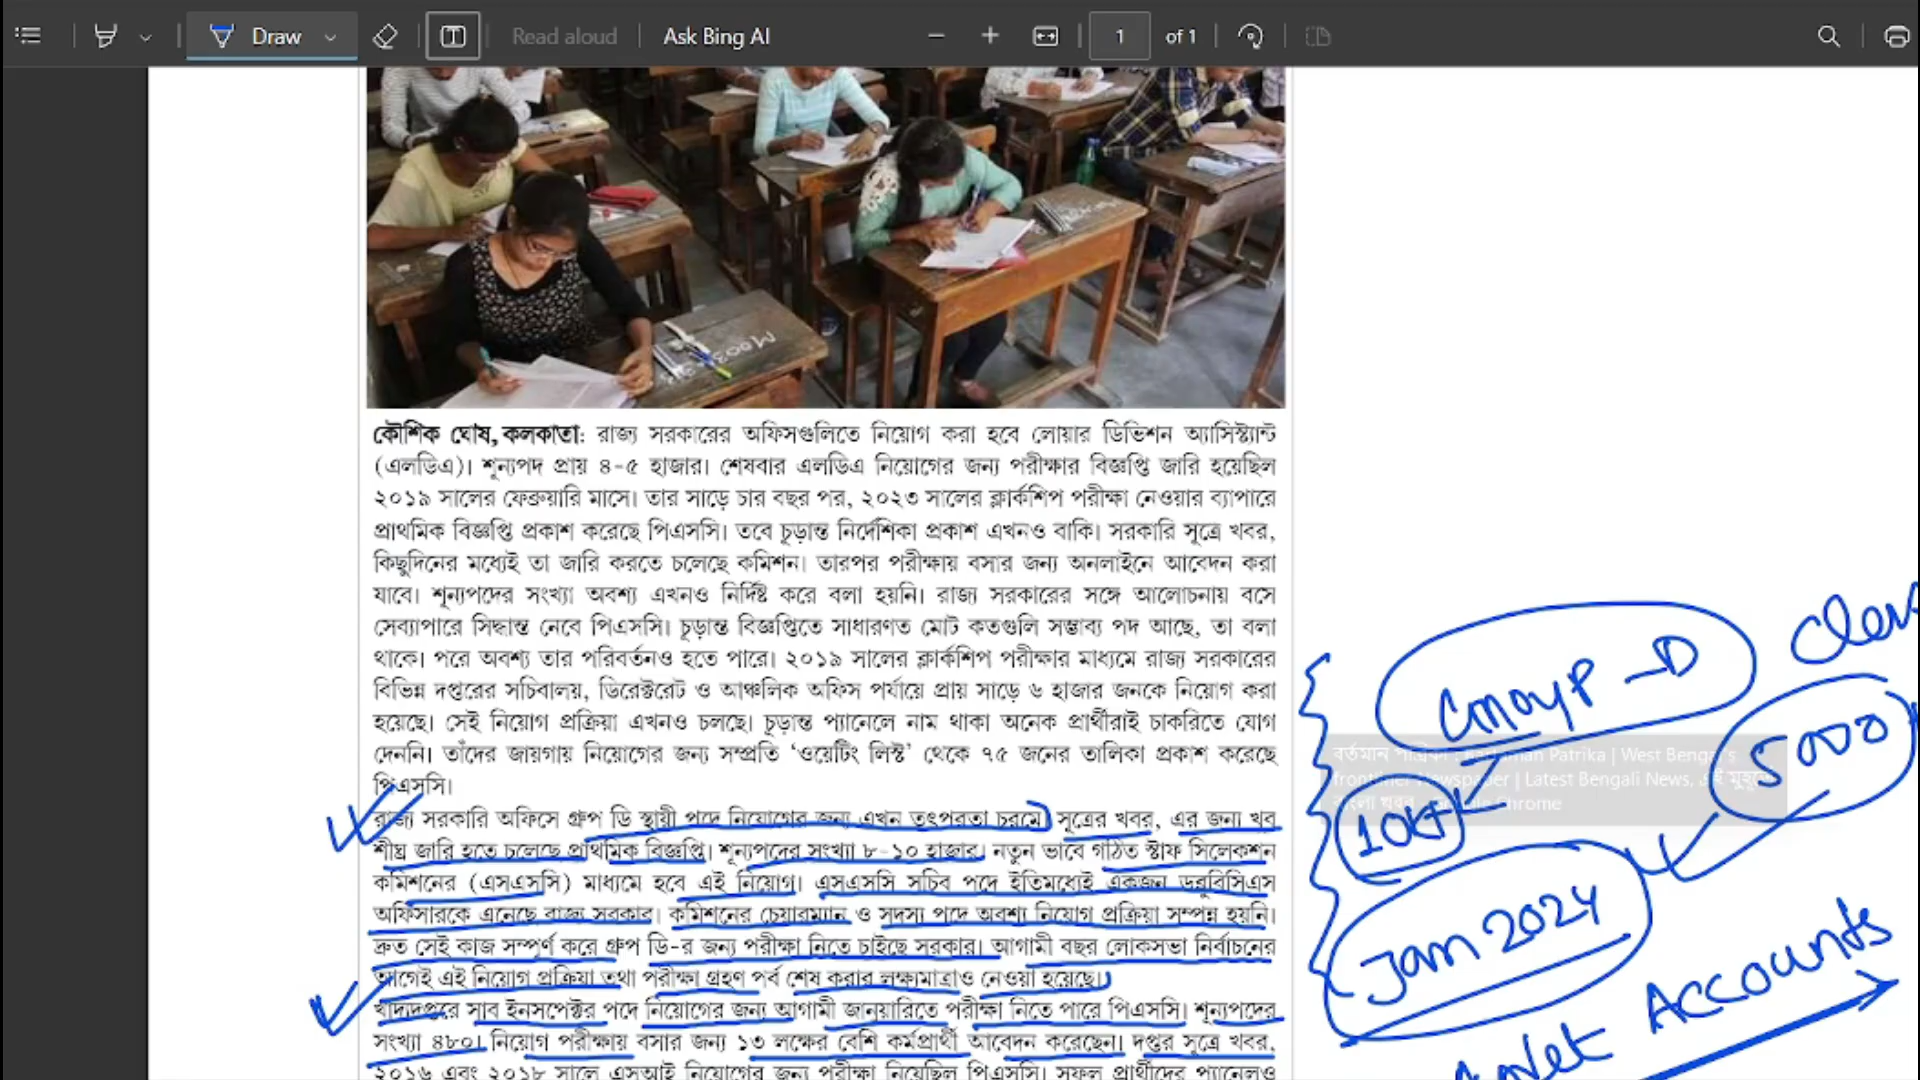 Draw
Read aloud
Ask Bing AI
1 of 1
M003
কৌশিক ঘোষ, কলকাতা: রাজ্য সরকারের অফিসগুলিতে নিয়োগ করা হবে লোয়ার ডিভিশন অ্যাসিস্ট্যান্ট
(এলডিএ)। শূন্যপদ প্রায় ৪-৫ হাজার। শেষবার এলডিএ নিয়োগের জন্য পরীক্ষার বিজ্ঞপ্তি জারি হয়েছিল
২০১৯ সালের ফেব্রুয়ারি মাসে। তার সাড়ে চার বছর পর, ২০২৩ সালের ক্লার্কশিপ পরীক্ষা নেওয়ার ব্যাপারে
প্রাথমিক বিজ্ঞপ্তি প্রকাশ করেছে পিএসসি। তবে চূড়ান্ত নির্দেশিকা প্রকাশ এখনও বাকি। সরকারি সূত্রে খবর,
কিছুদিনের মধ্যেই তা জারি করতে চলেছে কমিশন। তারপর পরীক্ষায় বসার জন্য অনলাইনে আবেদন করা
যাবে। শূন্যপদের সংখ্যা অবশ্য এখনও নির্দিষ্ট করে বলা হয়নি। রাজ্য সরকারের সঙ্গে আলোচনায় বসে
সেব্যাপারে সিদ্ধান্ত নেবে পিএসসি। চূড়ান্ত বিজ্ঞপ্তিতে সাধারণত মোট কতগুলি সম্ভাব্য পদ আছে, তা বলা
থাকে। পরে অবশ্য তার পরিবর্তনও হতে পারে। ২০১৯ সালের ক্লার্কশিপ পরীক্ষার মাধ্যমে রাজ্য সরকারের
বিভিন্ন দপ্তরের সচিবালয়, ডিরেক্টরেট ও আঞ্চলিক অফিস পর্যায়ে প্রায় সাড়ে ৬ হাজার জনকে নিয়োগ করা
হয়েছে। সেই নিয়োগ প্রক্রিয়া এখনও চলছে। চূড়ান্ত প্যানেলে নাম থাকা অনেক প্রার্থীরাই চাকরিতে যোগ
দেননি। তাঁদের জায়গায় নিয়োগের জন্য সম্প্রতি ‘ওয়েটিং লিস্ট’ থেকে ৭৫ জনের তালিকা প্রকাশ করেছে
পিএসসি।
রাজ্য সরকারি অফিসে গ্রুপ ডি স্থায়ী পদে নিয়োগের জন্য এখন তৎপরতা চরমে। সূত্রের খবর, এর জন্য খুব
শীঘ্র জারি হতে চলেছে প্রাথমিক বিজ্ঞপ্তি। শূন্যপদের সংখ্যা ৮-১০ হাজার। নতুন ভাবে গঠিত স্টাফ সিলেকশন
কমিশনের (এসএসসি) মাধ্যমে হবে এই নিয়োগ। এসএসসি সচিব পদে ইতিমধ্যেই একজন ডব্লুবিসিএস
অফিসারকে এনেছে রাজ্য সরকার। কমিশনের চেয়ারম্যান ও সদস্য পদে অবশ্য নিয়োগ প্রক্রিয়া সম্পন্ন হয়নি।
দ্রুত সেই কাজ সম্পূর্ণ করে গ্রুপ ডি-র জন্য পরীক্ষা নিতে চাইছে সরকার। আগামী বছর লোকসভা নির্বাচনের
আগেই এই নিয়োগ প্রক্রিয়া তথা পরীক্ষা গ্রহণ পর্ব শেষ করার লক্ষ্যমাত্রাও নেওয়া হয়েছে।
খাদ্যদপ্তরে সাব ইনসপেক্টর পদে নিয়োগের জন্য আগামী জানুয়ারিতে পরীক্ষা নিতে পারে পিএসসি। শূন্যপদের
সংখ্যা ৪৮০। নিয়োগ পরীক্ষায় বসার জন্য ১৩ লক্ষের বেশি কর্মপ্রার্থী আবেদন করেছেন। দপ্তর সূত্রে খবর,
২০১৬ এবং ২০১৮ সালে এসআই নিয়োগের জন্য পরীক্ষা নিয়েছিল পিএসসি। সফল প্রার্থীদের প্যানেলও
Group-D
5000
10k+
Jan 2024
Accounts